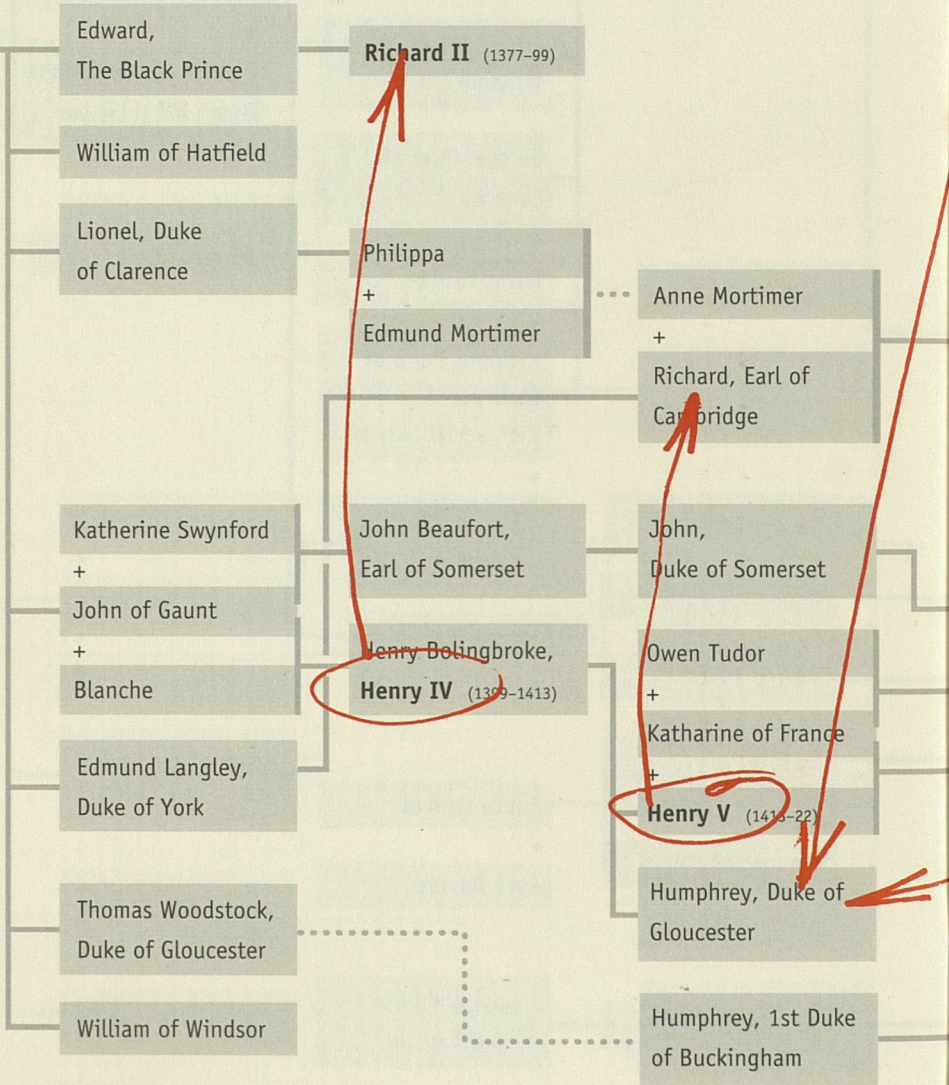 Edward,
The Black Prince
William of Hatfield
Lionel, Duke
of Clarence
Katherine Swynford
+
John of Gaunt
+
Blanche
Edmund Langley,
Duke of York
Thomas Woodstock,
Duke of Gloucester
William of Windsor
Richard II (1377–99)
Philippa
+
Edmund Mortimer
John Beaufort,
Earl of Somerset
Henry Bolingbroke,
Henry IV (1399–1413)
Anne Mortimer
+
Richard, Earl of
Cambridge
John,
Duke of Somerset
Owen Tudor
+
Katharine of France
+
Henry V (1413–22)
Humphrey, Duke of
Gloucester
Humphrey, 1st Duke
of Buckingham